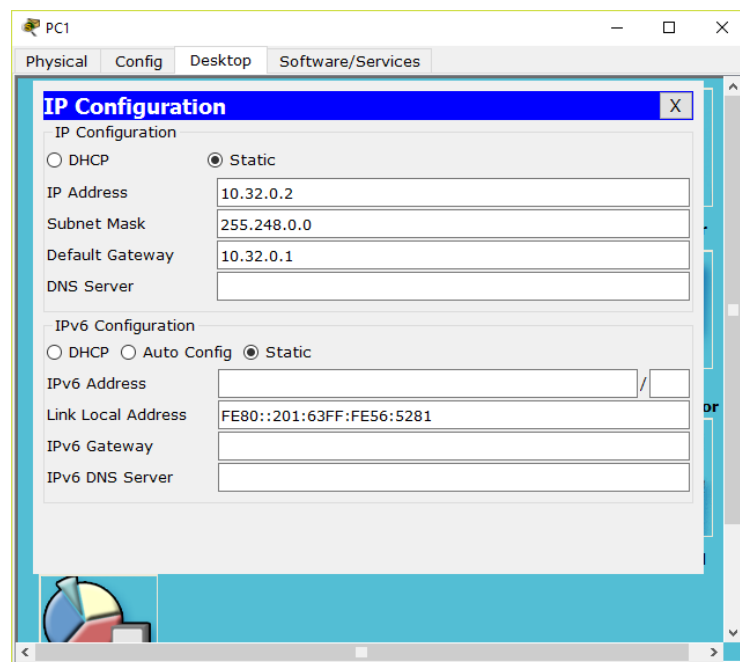 PC1
Physical Config Desktop Software/Services
IP Configuration X
IP Configuration
DHCP Static
IP Address 10.32.0.2
Subnet Mask 255.248.0.0
Default Gateway 10.32.0.1
DNS Server
IPv6 Configuration
DHCP Auto Config Static
IPv6 Address /
or
Link Local Address FE80::201:63FF:FE56:5281
IPv6 Gateway
IPv6 DNS Server